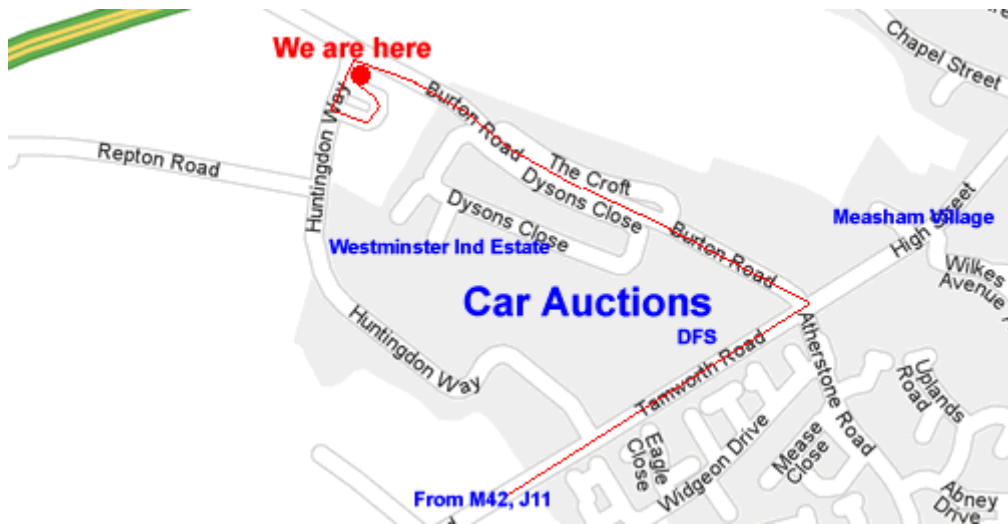 Chapel Street
We are here
Burton Road
Huntingdon Way
Repton Road
The Croft
Dysons Close
Dysons Close
Measham Village
High Street
Burton Road
Westminster Ind Estate
Wilkes
Avenue
Car Auctions
DFS
Atherstone Road
Huntingdon Way
Tamworth Road
Uplands
Road
Eagle
Close
Widgeon Drive
Mease
Close
From M42, J11
Abney
Drive